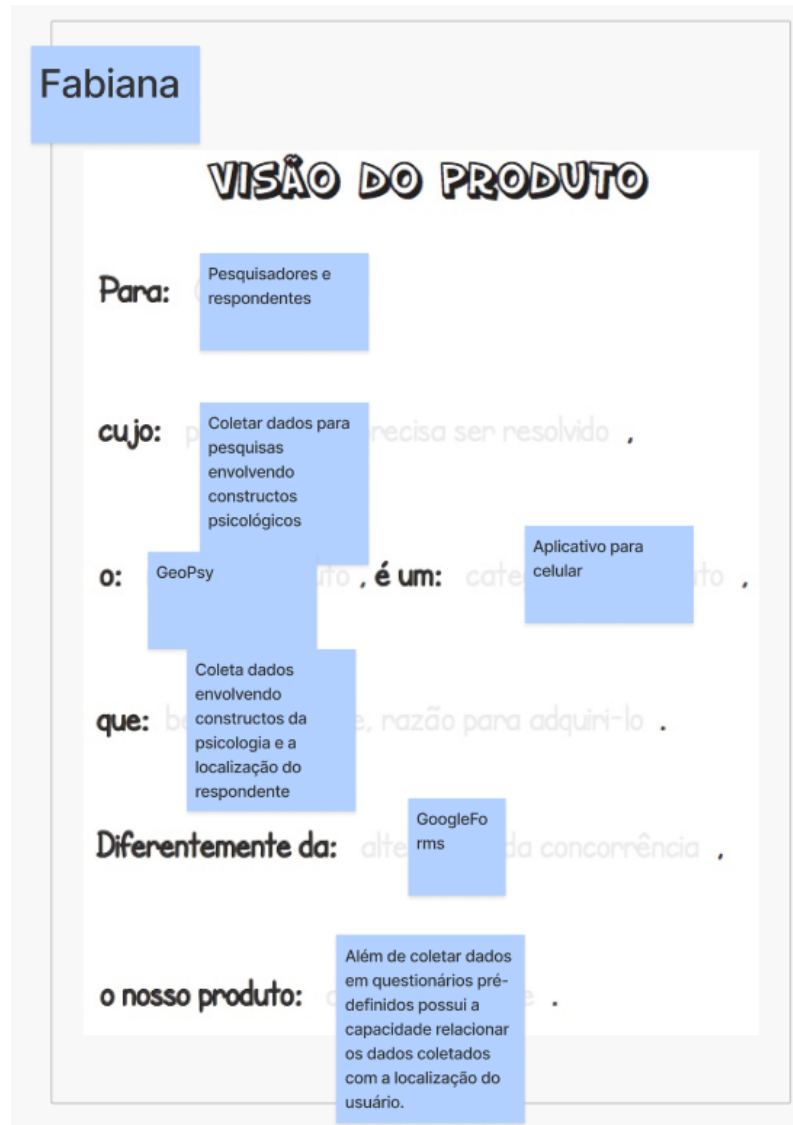 Fabiana
VISÃO DO PRODUTO
Para:
Pesquisadores e
respondentes
cujo:
Coletar dados para
pesquisas
envolvendo
constructos
psicológicos
precisa ser resolvido ,
o:
GeoPsy
, é um:
Aplicativo para
celular
,
que:
Coleta dados
envolvendo
constructos da
psicologia e a
localização do
respondente
, razão para adquiri-lo .
Diferentemente da:
GoogleFo
rms
da concorrência ,
o nosso produto:
Além de coletar dados
em questionários pré-
definidos possui a
capacidade relacionar
os dados coletados
com a localização do
usuário.
.